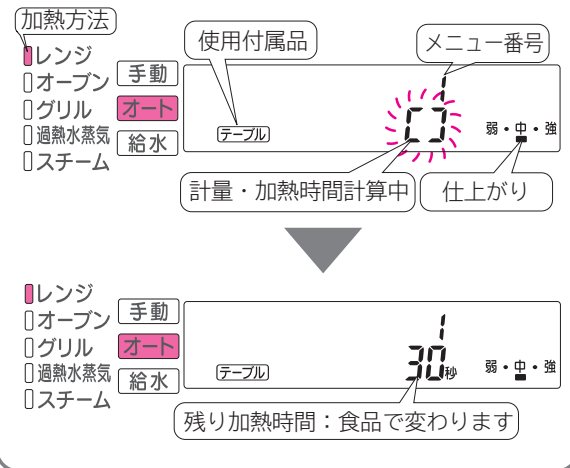 加熱方法
レンジ
オーブン
グリル
過熱水蒸気
スチーム
手動
オート
給水
使用付属品
テーブル
メニュー番号
1
弱・中・強
計量・加熱時間計算中
仕上がり
レンジ
オーブン
グリル
過熱水蒸気
スチーム
手動
オート
給水
テーブル
1
30秒
弱・中・強
残り加熱時間：食品で変わります